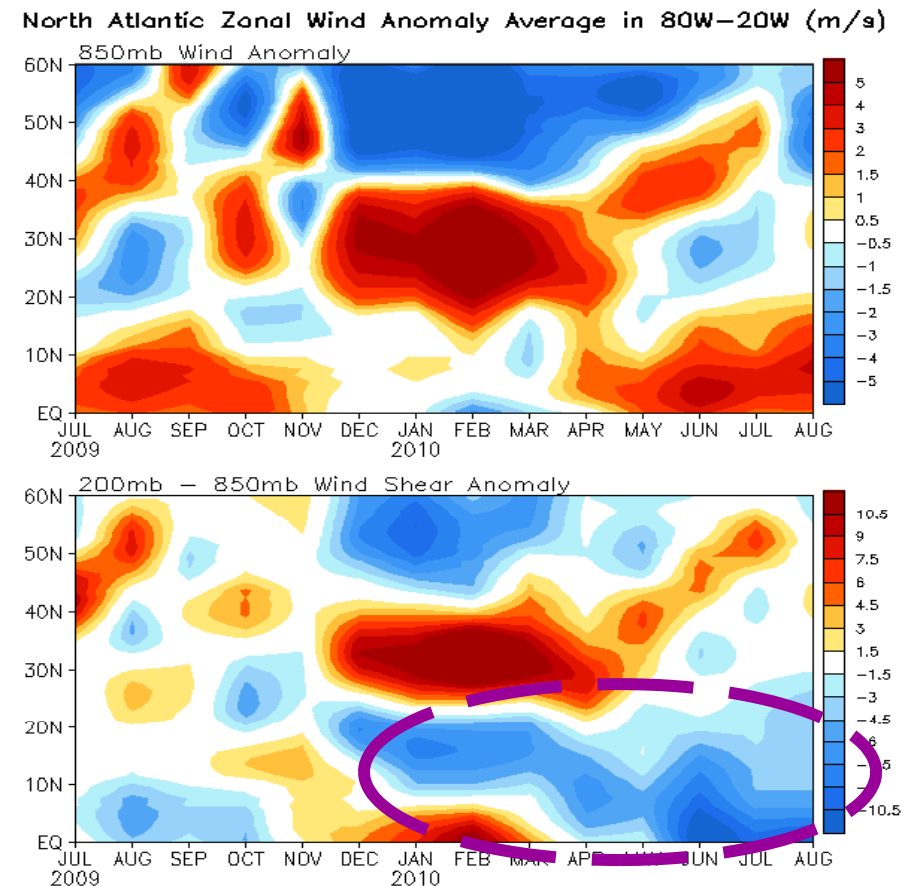 North Atlantic Zonal Wind Anomaly Average in 80W−20W (m/s)
850mb Wind Anomaly
60N
50N
40N
30N
20N
10N
EQ
5
4
3
2
1.5
1
0.5
−0.5
−1
−1.5
−2
−3
−4
−5
JUL AUG SEP OCT NOV DEC JAN FEB MAR APR MAY JUN JUL AUG
2009 2010
200mb − 850mb Wind Shear Anomaly
60N
50N
40N
30N
20N
10N
EQ
10.5
9
7.5
6
4.5
3
1.5
−1.5
−3
−4.5
6
5
−10.5
JUL AUG SEP OCT NOV DEC JAN FEB MAR APR JUN JUL AUG
2009 2010